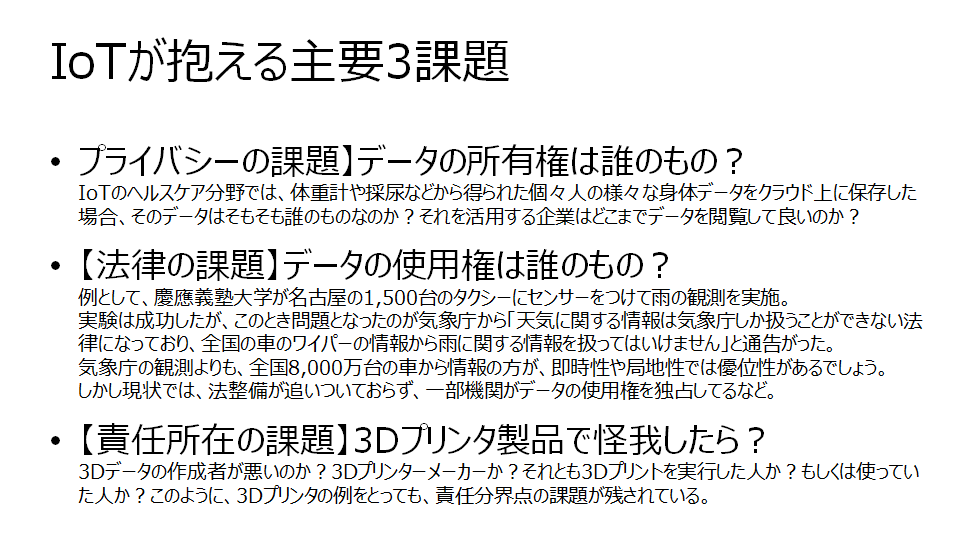 IoTが抱える主要3課題
• プライバシーの課題】データの所有権は誰のもの？
IoTのヘルスケア分野では、体重計や採尿などから得られた個々人の様々な身体データをクラウド上に保存した
場合、そのデータはそもそも誰のものなのか？それを活用する企業はどこまでデータを閲覧して良いのか？
• 【法律の課題】データの使用権は誰のもの？
例として、慶應義塾大学が名古屋の1,500台のタクシーにセンサーをつけて雨の観測を実施。
実験は成功したが、このとき問題となったのが気象庁から「天気に関する情報は気象庁しか扱うことができない法
律になっており、全国の車のワイパーの情報から雨に関する情報を扱ってはいけません」と通告がった。
気象庁の観測よりも、全国8,000万台の車から情報の方が、即時性や局地性では優位性があるでしょう。
しかし現状では、法整備が追いついておらず、一部機関がデータの使用権を独占してるなど。
• 【責任所在の課題】3Dプリンタ製品で怪我したら？
3Dデータの作成者が悪いのか？3Dプリンターメーカーか？それとも3Dプリントを実行した人か？もしくは使ってい
た人か？このように、3Dプリンタの例をとっても、責任分界点の課題が残されている。